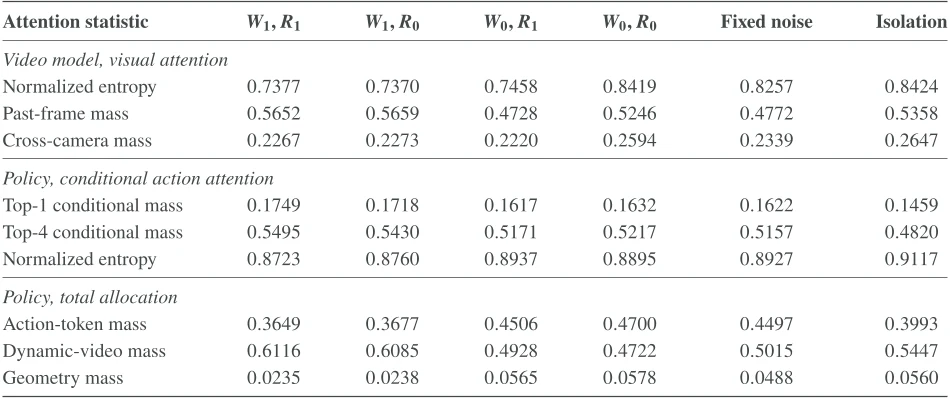 Attention statistic W₁, R₁ W₁, R₀ W₀, R₁ W₀, R₀ Fixed noise Isolation
Video model, visual attention
Normalized entropy 0.7377 0.7370 0.7458 0.8419 0.8257 0.8424
Past-frame mass 0.5652 0.5659 0.4728 0.5246 0.4772 0.5358
Cross-camera mass 0.2267 0.2273 0.2220 0.2594 0.2339 0.2647
Policy, conditional action attention
Top-1 conditional mass 0.1749 0.1718 0.1617 0.1632 0.1622 0.1459
Top-4 conditional mass 0.5495 0.5430 0.5171 0.5217 0.5157 0.4820
Normalized entropy 0.8723 0.8760 0.8937 0.8895 0.8927 0.9117
Policy, total allocation
Action-token mass 0.3649 0.3677 0.4506 0.4700 0.4497 0.3993
Dynamic-video mass 0.6116 0.6085 0.4928 0.4722 0.5015 0.5447
Geometry mass 0.0235 0.0238 0.0565 0.0578 0.0488 0.0560